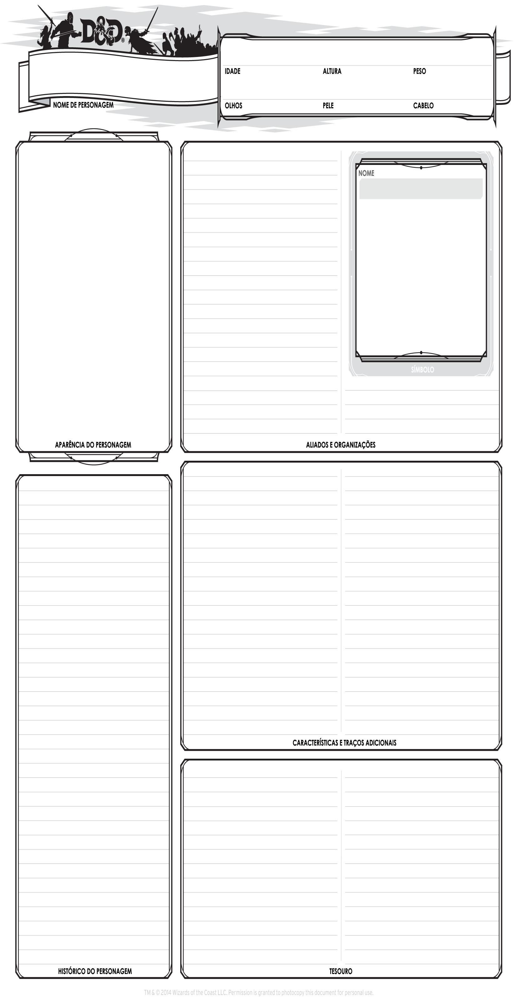 D&D®
IDADE ALTURA PESO
NOME DE PERSONAGEM
OLHOS PELE CABELO
NOME
SÍMBOLO
APARÊNCIA DO PERSONAGEM
ALIADOS E ORGANIZAÇÕES
CARACTERÍSTICAS E TRAÇOS ADICIONAIS
HISTÓRICO DO PERSONAGEM
TESOURO
TM & © 2014 Wizards of the Coast LLC. Permission is granted to photocopy this document for personal use.